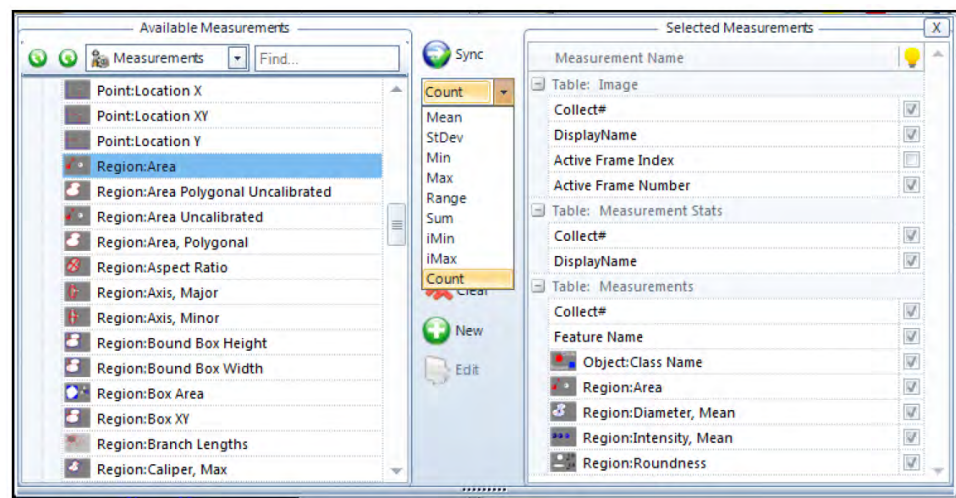 Available Measurements
Measurements
Find...
Point:Location X
Point:Location XY
Point:Location Y
Region:Area
Region:Area Polygonal Uncalibrated
Region:Area Uncalibrated
Region:Area, Polygonal
Region:Aspect Ratio
Region:Axis, Major
Region:Axis, Minor
Region:Bound Box Height
Region:Bound Box Width
Region:Box Area
Region:Box XY
Region:Branch Lengths
Region:Caliper, Max
Sync
Count
Mean
StDev
Min
Max
Range
Sum
iMin
iMax
Count
Clear
New
Edit
Selected Measurements
X
Measurement Name
Table: Image
Collect#
DisplayName
Active Frame Index
Active Frame Number
Table: Measurement Stats
Collect#
DisplayName
Table: Measurements
Collect#
Feature Name
Object:Class Name
Region:Area
Region:Diameter, Mean
Region:Intensity, Mean
Region:Roundness